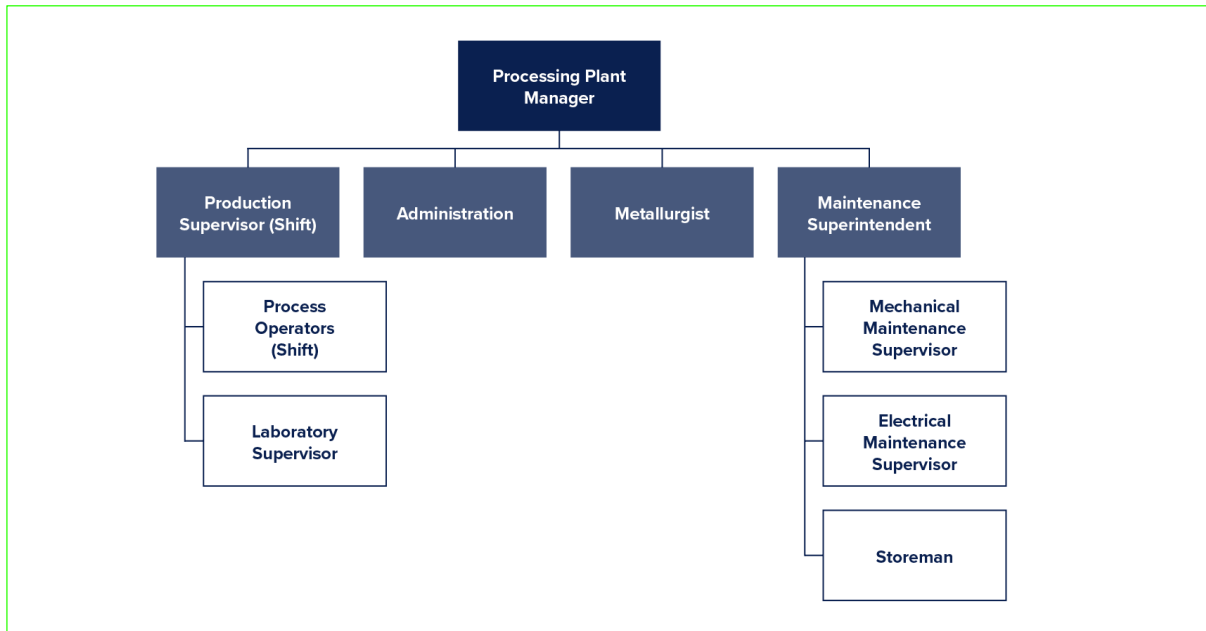 Processing Plant
Manager
Production
Supervisor (Shift)
Administration
Metallurgist
Maintenance
Superintendent
Process
Operators
(Shift)
Laboratory
Supervisor
Mechanical
Maintenance
Supervisor
Electrical
Maintenance
Supervisor
Storeman